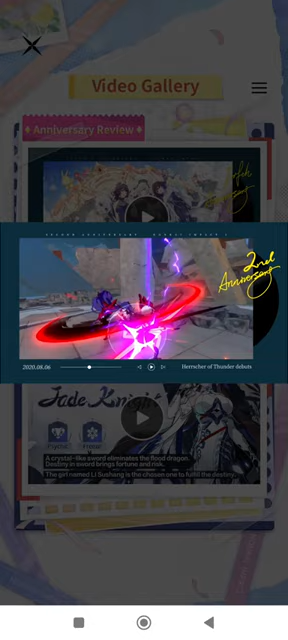 Video Gallery
Anniversary Review
SECOND ANNIVERSARY
2nd
Anniversary
2020.08.06
Herrscher of Thunder debuts
Jade Knight
A crystal-like sword eliminates the flood dragon.
Destiny in sword brings fortune and risk.
The girl named Li Sushang is the chosen one to fulfill the destiny.